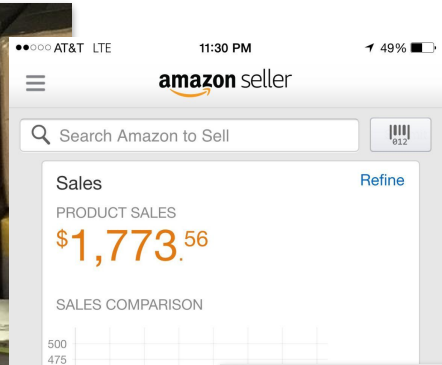 AT&T LTE 11:30 PM 49%
amazon seller
Search Amazon to Sell
012
Sales Refine
PRODUCT SALES
$1,773.56
SALES COMPARISON
500
475